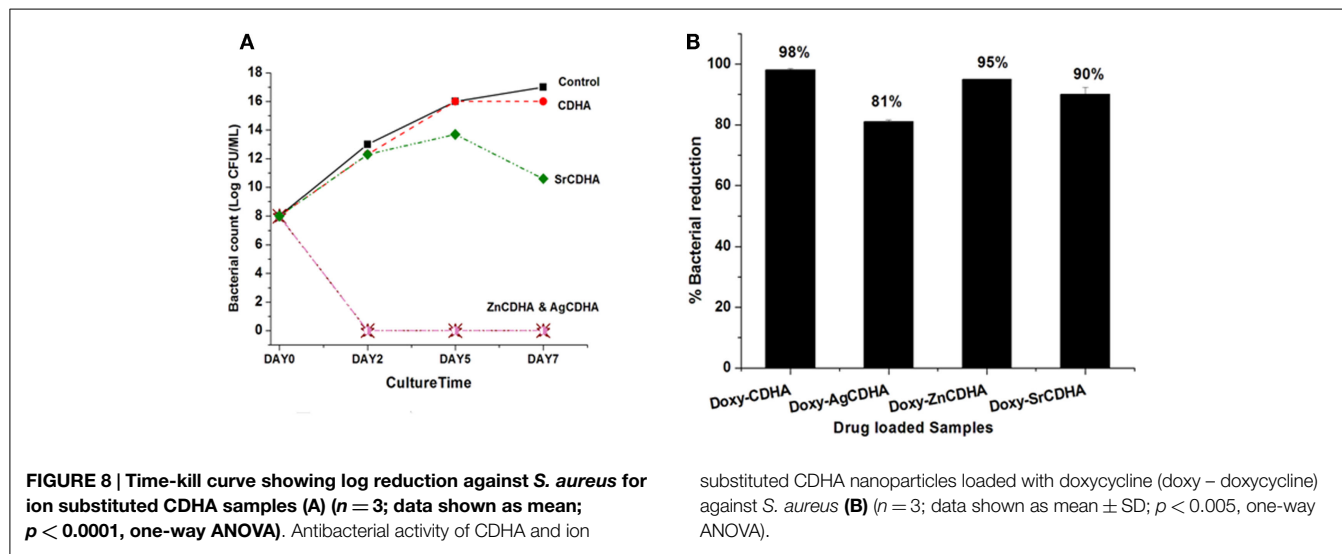 A
18
16
14
12
10
8
6
4
2
0
Bacterial count (Log CFU/ML)
Control
CDHA
SrCDHA
ZnCDHA & AgCDHA
DAY0 DAY2 DAY5 DAY7
CultureTime
B
100
80
60
40
20
0
% Bacterial reduction
98%
81%
95%
90%
Doxy-CDHA Doxy-AgCDHA Doxy-ZnCDHA Doxy-SrCDHA
Drug loaded Samples
FIGURE 8 | Time-kill curve showing log reduction against S. aureus for
ion substituted CDHA samples (A) (n = 3; data shown as mean;
p < 0.0001, one-way ANOVA). Antibacterial activity of CDHA and ion
substituted CDHA nanoparticles loaded with doxycycline (doxy – doxycycline)
against S. aureus (B) (n = 3; data shown as mean ± SD; p < 0.005, one-way
ANOVA).